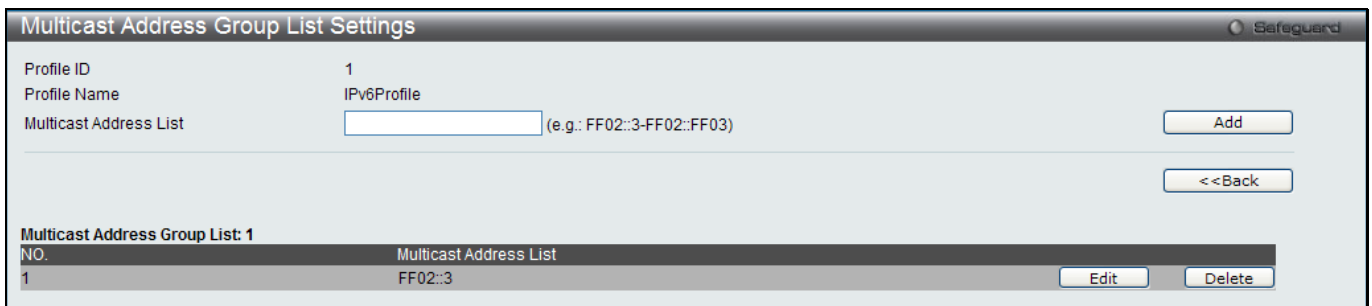 Multicast Address Group List Settings
Safeguard
Profile ID 1
Profile Name IPv6Profile
Multicast Address List (e.g.: FF02::3-FF02::FF03) Add
<<Back
Multicast Address Group List: 1
NO. Multicast Address List
1 FF02::3 Edit Delete